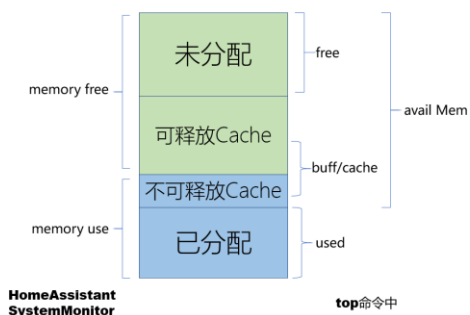 未分配
free
memory free
avail Mem
可释放Cache
buff/cache
不可释放Cache
memory use
已分配
used
HomeAssistant
SystemMonitor
top命令中